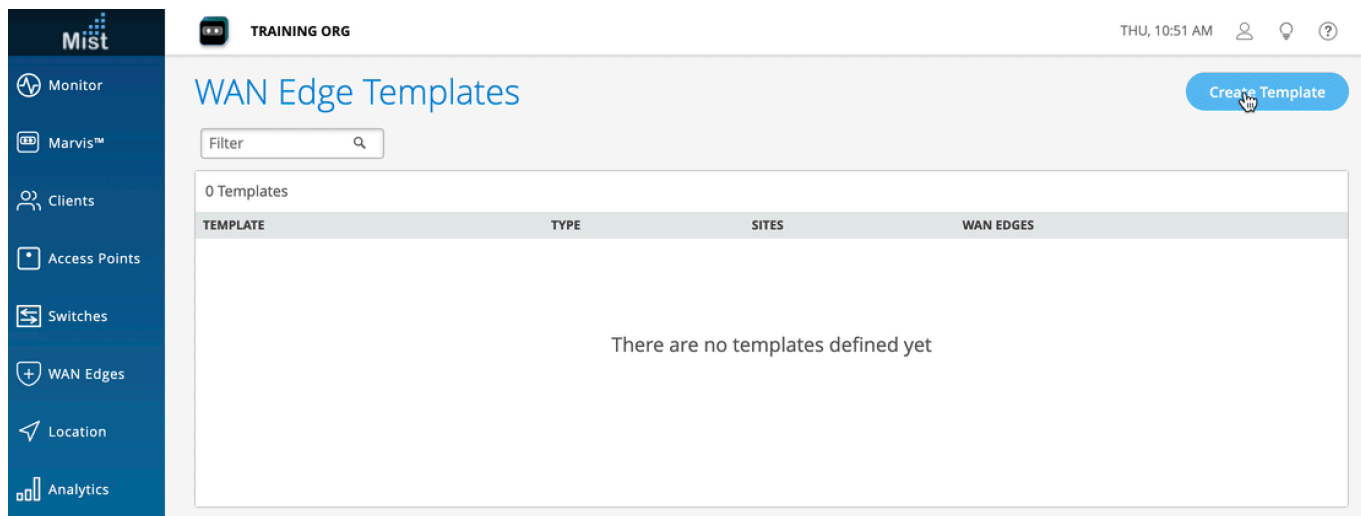 Mist
TRAINING ORG
THU, 10:51 AM
?
Monitor
Marvis™
Clients
Access Points
Switches
WAN Edges
Location
Analytics
WAN Edge Templates
Create Template
Filter
0 Templates
TEMPLATE TYPE SITES WAN EDGES
There are no templates defined yet